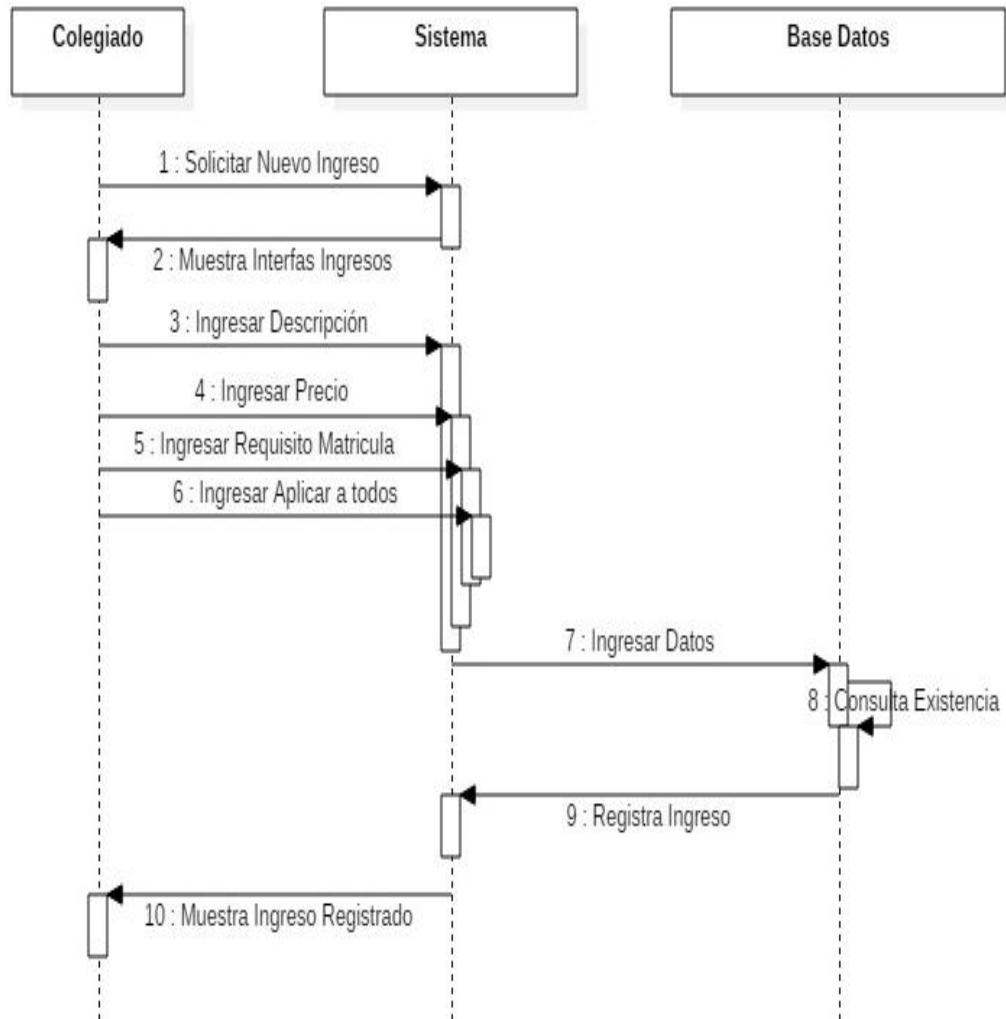 Colegiado
Sistema
Base Datos
1 : Solicitar Nuevo Ingreso
2 : Muestra Interfas Ingresos
3 : Ingresar Descripción
4 : Ingresar Precio
5 : Ingresar Requisito Matricula
6 : Ingresar Aplicar a todos
7 : Ingresar Datos
8 : Consulta Existencia
9 : Registra Ingreso
10 : Muestra Ingreso Registrado